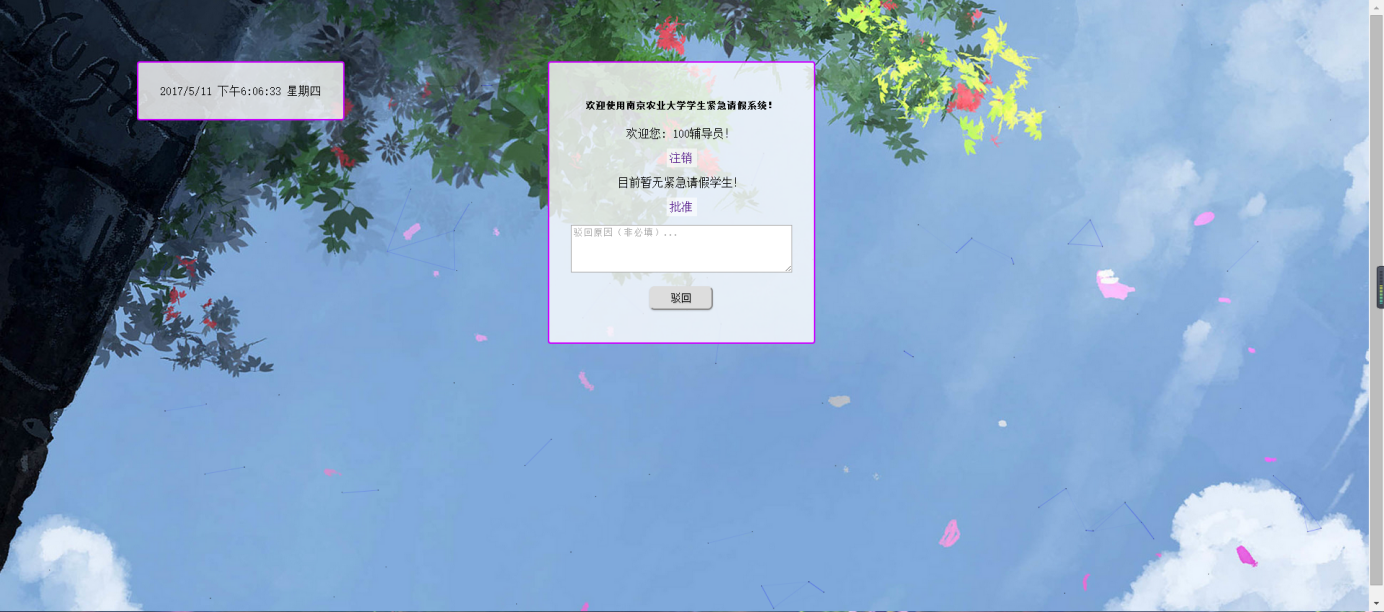 2017/5/11 下午6:06:33 星期四
欢迎使用南京农业大学学生紧急请假系统!
欢迎您: 100辅导员!
注销
目前暂无紧急请假学生!
批准
驳回原因（非必填）...
驳回